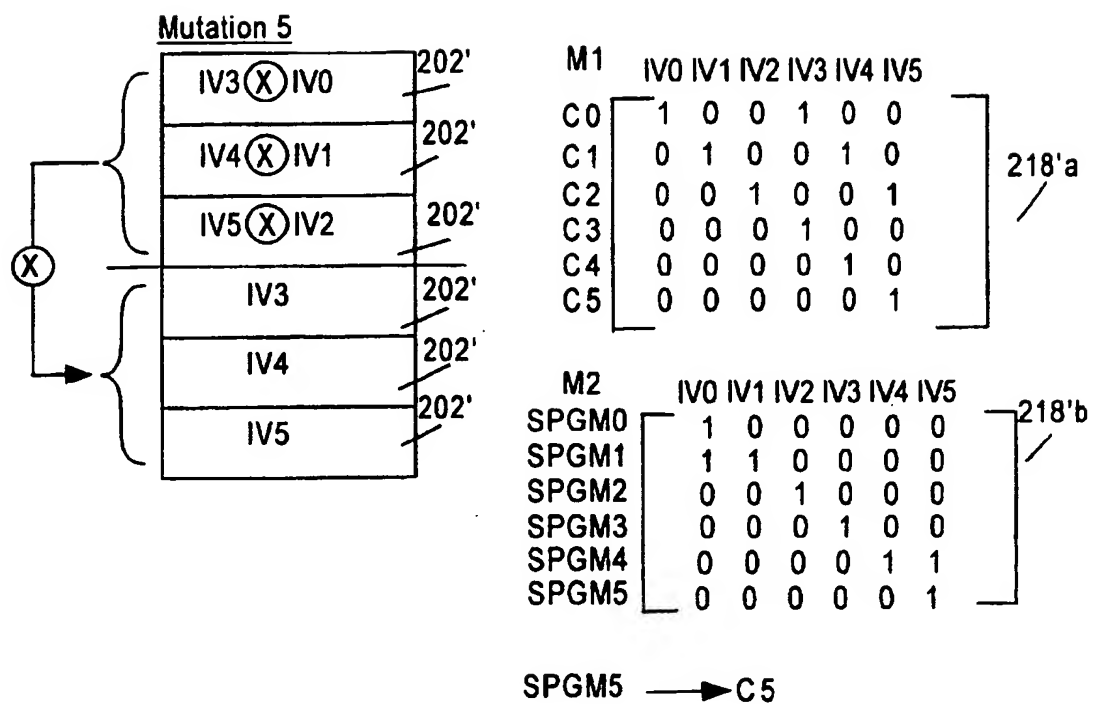 Mutation 5
IV3 X IV0 202'
IV4 X IV1 202'
IV5 X IV2 202'
X
IV3 202'
IV4 202'
IV5 202'
M1 IV0 IV1 IV2 IV3 IV4 IV5
C0 1 0 0 1 0 0
C1 0 1 0 0 1 0
C2 0 0 1 0 0 1
C3 0 0 0 1 0 0
C4 0 0 0 0 1 0
C5 0 0 0 0 0 1
218'a
M2 IV0 IV1 IV2 IV3 IV4 IV5
SPGM0 1 0 0 0 0 0
SPGM1 1 1 0 0 0 0
SPGM2 0 0 1 0 0 0
SPGM3 0 0 0 1 0 0
SPGM4 0 0 0 0 1 1
SPGM5 0 0 0 0 0 1
218'b
SPGM5 → C5